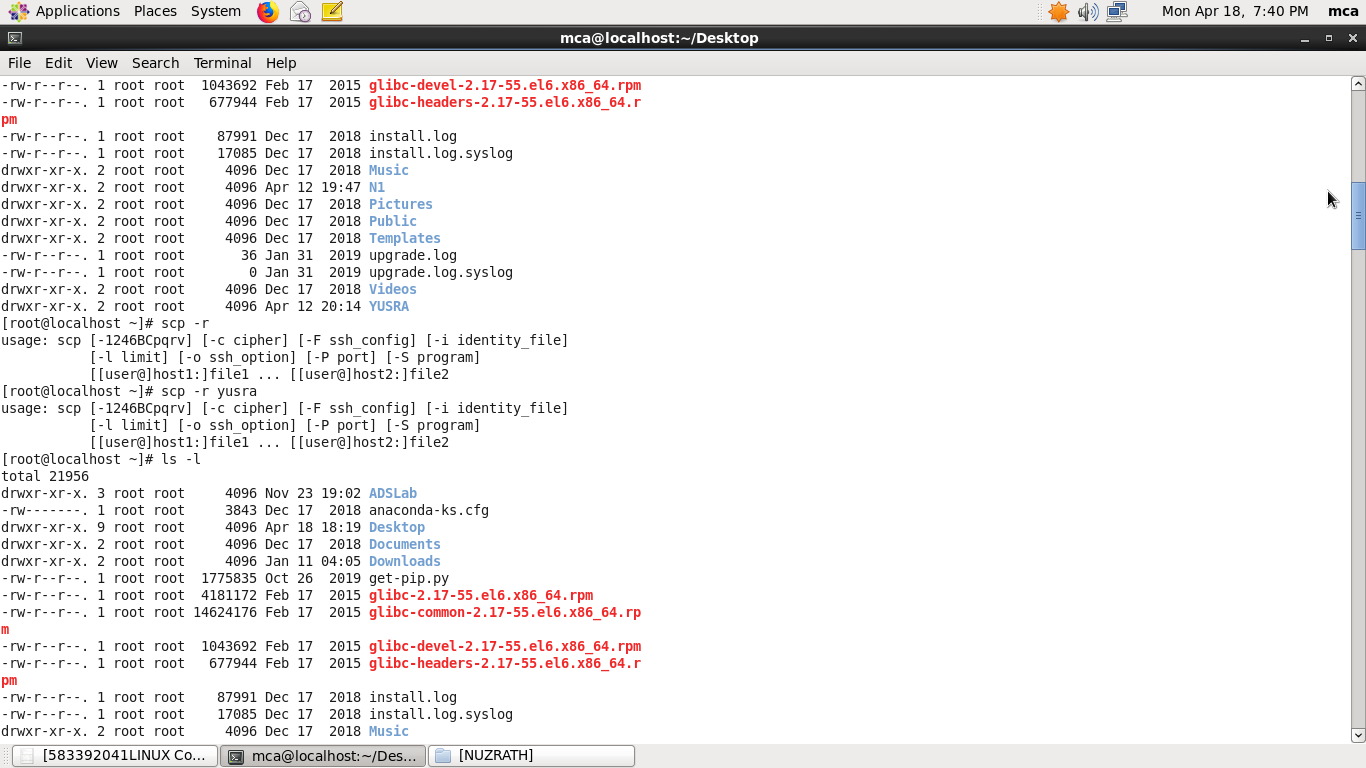 Applications Places System Mon Apr 18, 7:40 PM mca
mca@localhost:~/Desktop
File Edit View Search Terminal Help
-rw-r--r--. 1 root root  1043692 Feb 17  2015 glibc-devel-2.17-55.el6.x86_64.rpm
-rw-r--r--. 1 root root   677944 Feb 17  2015 glibc-headers-2.17-55.el6.x86_64.r
pm
-rw-r--r--. 1 root root    87991 Dec 17  2018 install.log
-rw-r--r--. 1 root root    17085 Dec 17  2018 install.log.syslog
drwxr-xr-x. 2 root root     4096 Dec 17  2018 Music
drwxr-xr-x. 2 root root     4096 Apr 12 19:47 N1
drwxr-xr-x. 2 root root     4096 Dec 17  2018 Pictures
drwxr-xr-x. 2 root root     4096 Dec 17  2018 Public
drwxr-xr-x. 2 root root     4096 Dec 17  2018 Templates
-rw-r--r--. 1 root root       36 Jan 31  2019 upgrade.log
-rw-r--r--. 1 root root        0 Jan 31  2019 upgrade.log.syslog
drwxr-xr-x. 2 root root     4096 Dec 17  2018 Videos
drwxr-xr-x. 2 root root     4096 Apr 12 20:14 YUSRA
[root@localhost ~]# scp -r
usage: scp [-1246BCpqrv] [-c cipher] [-F ssh_config] [-i identity_file]
           [-l limit] [-o ssh_option] [-P port] [-S program]
           [[user@]host1:]file1 ... [[user@]host2:]file2
[root@localhost ~]# scp -r yusra
usage: scp [-1246BCpqrv] [-c cipher] [-F ssh_config] [-i identity_file]
           [-l limit] [-o ssh_option] [-P port] [-S program]
           [[user@]host1:]file1 ... [[user@]host2:]file2
[root@localhost ~]# ls -l
total 21956
drwxr-xr-x. 3 root root     4096 Nov 23 19:02 ADSLab
-rw-------. 1 root root     3843 Dec 17  2018 anaconda-ks.cfg
drwxr-xr-x. 9 root root     4096 Apr 18 18:19 Desktop
drwxr-xr-x. 2 root root     4096 Dec 17  2018 Documents
drwxr-xr-x. 2 root root     4096 Jan 11 04:05 Downloads
-rw-r--r--. 1 root root  1775835 Oct 26  2019 get-pip.py
-rw-r--r--. 1 root root  4181172 Feb 17  2015 glibc-2.17-55.el6.x86_64.rpm
-rw-r--r--. 1 root root 14624176 Feb 17  2015 glibc-common-2.17-55.el6.x86_64.rp
m
-rw-r--r--. 1 root root  1043692 Feb 17  2015 glibc-devel-2.17-55.el6.x86_64.rpm
-rw-r--r--. 1 root root   677944 Feb 17  2015 glibc-headers-2.17-55.el6.x86_64.r
pm
-rw-r--r--. 1 root root    87991 Dec 17  2018 install.log
-rw-r--r--. 1 root root    17085 Dec 17  2018 install.log.syslog
drwxr-xr-x. 2 root root     4096 Dec 17  2018 Music
[583392041LINUX Co... mca@localhost:~/Des... [NUZRATH]